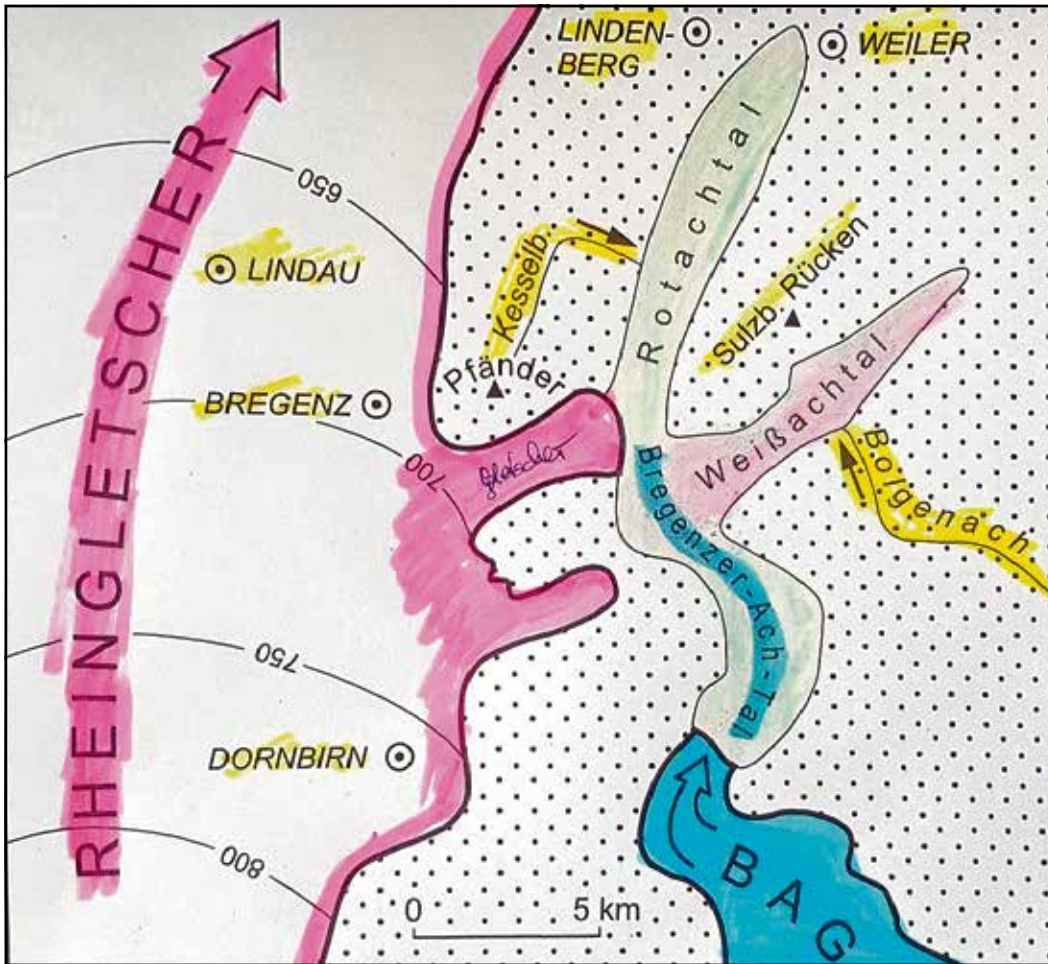 LINDEN-
BERG
WEILER
RHEINGLETSCHER
650
LINDAU
Kesselb.
Rotachtal
Sulzb. Rücken
Pfänder
BREGENZ
700
gletscher
Weißachtal
Bolgenach
Bregenzer-Ach-Tal
750
DORNBIRN
800
0 5 km
BAG